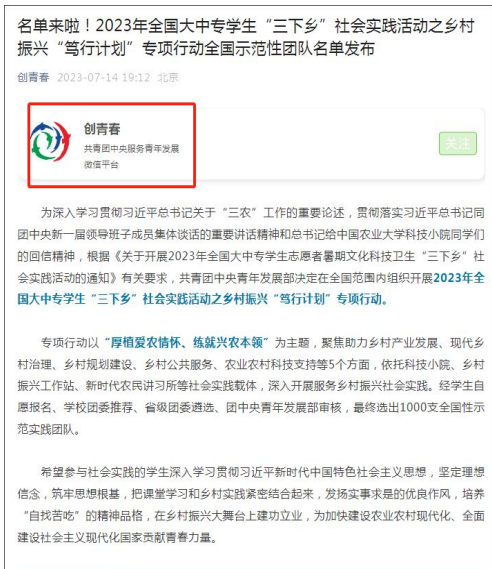 名单来啦！2023年全国大中专学生“三下乡”社会实践活动之乡村
振兴“笃行计划”专项行动全国示范性团队名单发布
创青春 2023-07-14 19:12 北京
创青春
共青团中央服务青年发展
微信平台
关注
为深入学习贯彻习近平总书记关于“三农”工作的重要论述，贯彻落实习近平总书记同
团中央新一届领导班子成员集体谈话的重要讲话精神和总书记给中国农业大学科技小院同学们
的回信精神，根据《关于开展2023年全国大中专学生志愿者暑期文化科技卫生“三下乡”社
会实践活动的通知》有关要求，共青团中央青年发展部决定在全国范围内组织开展2023年全
国大中专学生“三下乡”社会实践活动之乡村振兴“笃行计划”专项行动。
专项行动以“厚植爱农情怀、练就兴农本领”为主题，聚焦助力乡村产业发展、现代乡
村治理、乡村规划建设、乡村公共服务、农业农村科技支持等5个方面，依托科技小院、乡村
振兴工作站、新时代农民讲习所等社会实践载体，深入开展服务乡村振兴社会实践。经学生自
愿报名、学校团委推荐、省级团委遴选、团中央青年发展部审核，最终选出1000支全国性示
范实践团队。
希望参与社会实践的学生深入学习贯彻习近平新时代中国特色社会主义思想，坚定理想
信念，筑牢思想根基，把课堂学习和乡村实践紧密结合起来，发扬实事求是的优良作风，培养
“自找苦吃”的精神品格，在乡村振兴大舞台上建功立业，为加快建设农业农村现代化、全面
建设社会主义现代化国家贡献青春力量。